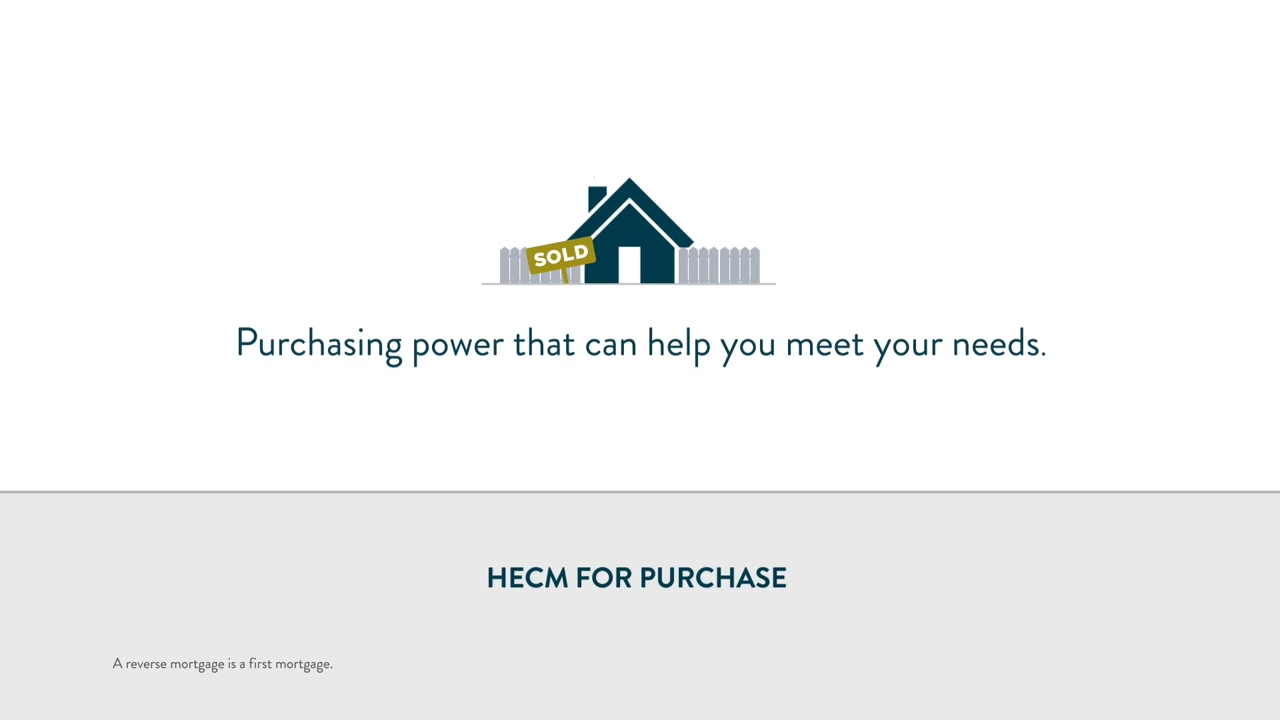 SOLD
Purchasing power that can help you meet your needs.
HECM FOR PURCHASE
A reverse mortgage is a first mortgage.